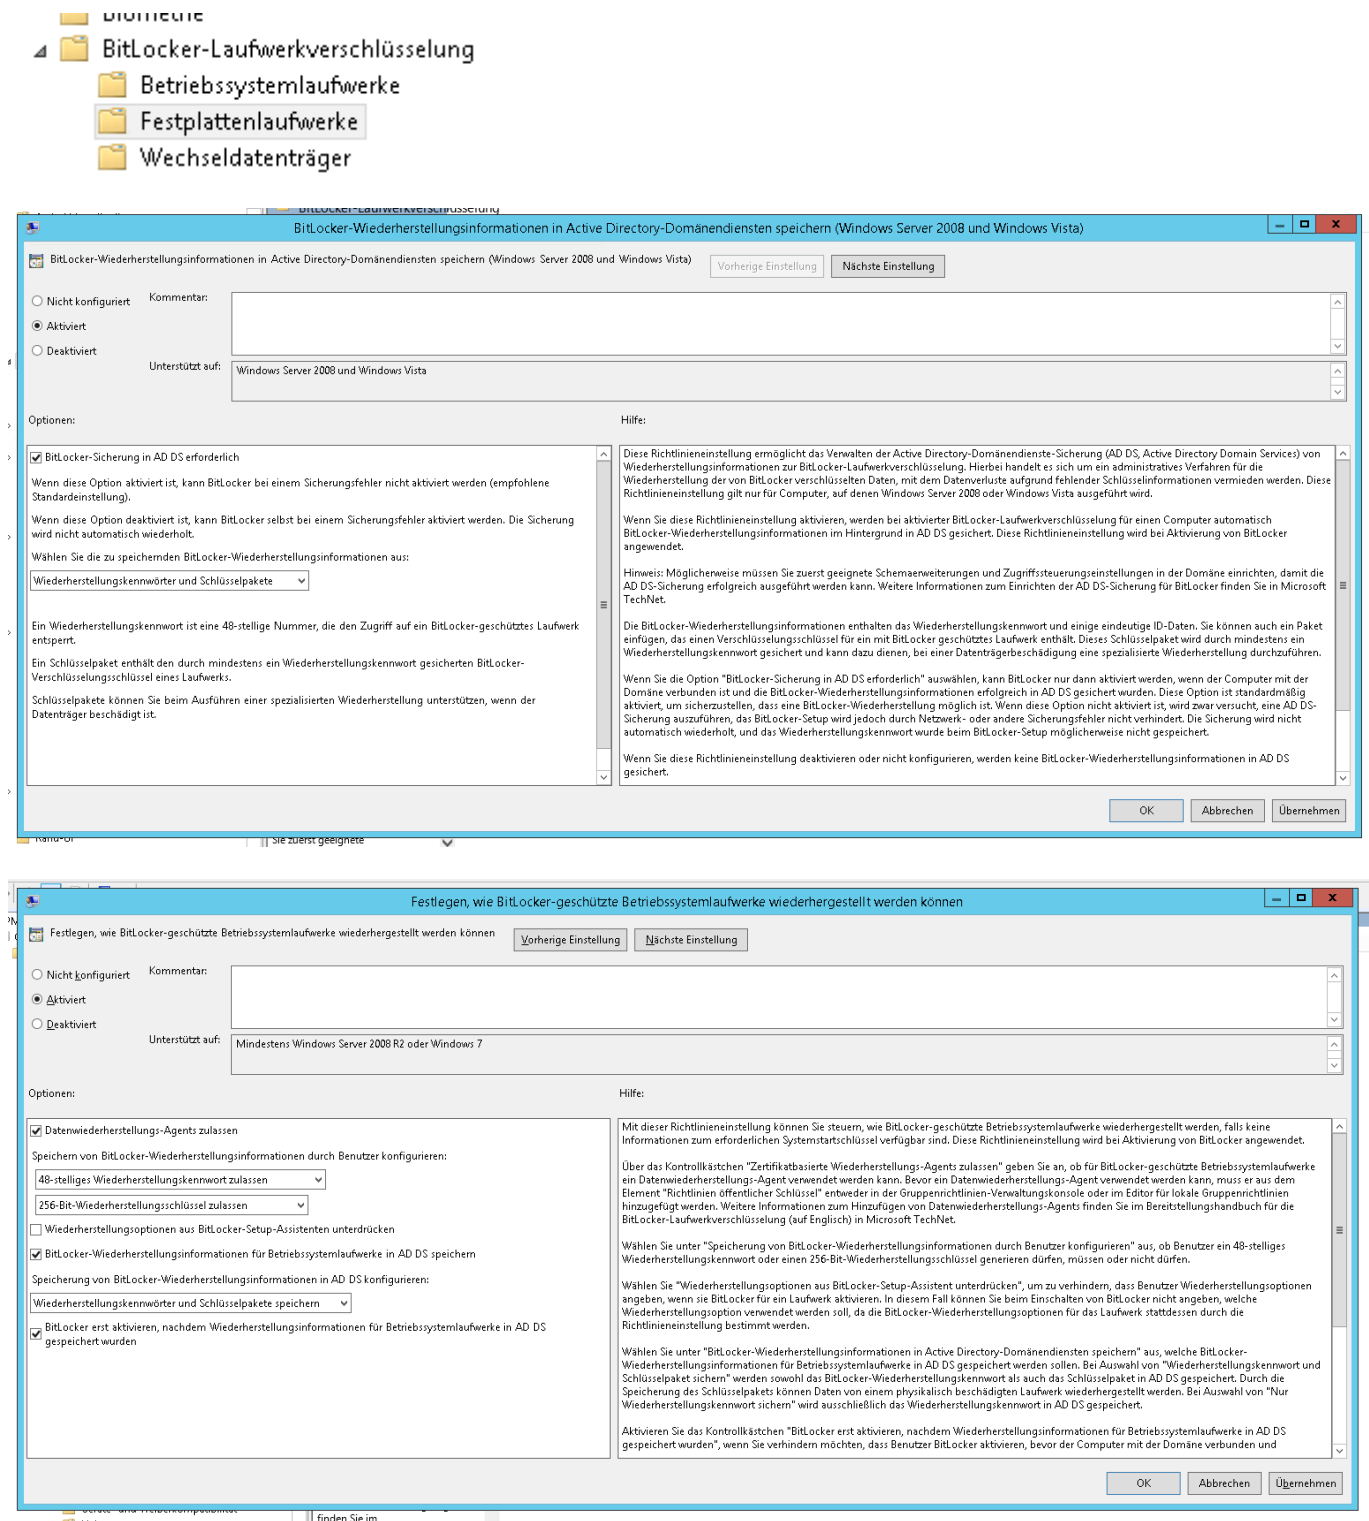 Biometrie
BitLocker-Laufwerkverschlüsselung
Betriebssystemlaufwerke
Festplattenlaufwerke
Wechseldatenträger
BitLocker-Laufwerkverschlüsselung
BitLocker-Wiederherstellungsinformationen in Active Directory-Domänendiensten speichern (Windows Server 2008 und Windows Vista)
BitLocker-Wiederherstellungsinformationen in Active Directory-Domänendiensten speichern (Windows Server 2008 und Windows Vista)
Vorherige Einstellung
Nächste Einstellung
Nicht konfiguriert
Kommentar:
Aktiviert
Deaktiviert
Unterstützt auf:
Windows Server 2008 und Windows Vista
Optionen:
Hilfe:
BitLocker-Sicherung in AD DS erforderlich
Wenn diese Option aktiviert ist, kann BitLocker bei einem Sicherungsfehler nicht aktiviert werden (empfohlene
Standardeinstellung).
Wenn diese Option deaktiviert ist, kann BitLocker selbst bei einem Sicherungsfehler aktiviert werden. Die Sicherung
wird nicht automatisch wiederholt.
Wählen Sie die zu speichernden BitLocker-Wiederherstellungsinformationen aus:
Wiederherstellungskennwörter und Schlüsselpakete
Ein Wiederherstellungskennwort ist eine 48-stellige Nummer, die den Zugriff auf ein BitLocker-geschütztes Laufwerk
entsperrt.
Ein Schlüsselpaket enthält den durch mindestens ein Wiederherstellungskennwort gesicherten BitLocker-
Verschlüsselungsschlüssel eines Laufwerks.
Schlüsselpakete können Sie beim Ausführen einer spezialisierten Wiederherstellung unterstützen, wenn der
Datenträger beschädigt ist.
Diese Richtlinieneinstellung ermöglicht das Verwalten der Active Directory-Domänendienste-Sicherung (AD DS, Active Directory Domain Services) von
Wiederherstellungsinformationen zur BitLocker-Laufwerkverschlüsselung. Hierbei handelt es sich um ein administratives Verfahren für die
Wiederherstellung der von BitLocker verschlüsselten Daten, mit dem Datenverluste aufgrund fehlender Schlüsselinformationen vermieden werden. Diese
Richtlinieneinstellung gilt nur für Computer, auf denen Windows Server 2008 oder Windows Vista ausgeführt wird.
Wenn Sie diese Richtlinieneinstellung aktivieren, werden bei aktivierter BitLocker-Laufwerkverschlüsselung für einen Computer automatisch
BitLocker-Wiederherstellungsinformationen im Hintergrund in AD DS gesichert. Diese Richtlinieneinstellung wird bei Aktivierung von BitLocker
angewendet.
Hinweis: Möglicherweise müssen Sie zuerst geeignete Schemaerweiterungen und Zugriffssteuerungseinstellungen in der Domäne einrichten, damit die
AD DS-Sicherung erfolgreich ausgeführt werden kann. Weitere Informationen zum Einrichten der AD DS-Sicherung für BitLocker finden Sie in Microsoft
TechNet.
Die BitLocker-Wiederherstellungsinformationen enthalten das Wiederherstellungskennwort und einige eindeutige ID-Daten. Sie können auch ein Paket
einfügen, das einen Verschlüsselungsschlüssel für ein mit BitLocker geschütztes Laufwerk enthält. Dieses Schlüsselpaket wird durch mindestens ein
Wiederherstellungskennwort gesichert und kann dazu dienen, bei einer Datenträgerbeschädigung eine spezialisierte Wiederherstellung durchzuführen.
Wenn Sie die Option "BitLocker-Sicherung in AD DS erforderlich" auswählen, kann BitLocker nur dann aktiviert werden, wenn der Computer mit der
Domäne verbunden ist und die BitLocker-Wiederherstellungsinformationen erfolgreich in AD DS gesichert wurden. Diese Option ist standardmäßig
aktiviert, um sicherzustellen, dass eine BitLocker-Wiederherstellung möglich ist. Wenn diese Option nicht aktiviert ist, wird zwar versucht, eine AD DS-
Sicherung auszuführen, das BitLocker-Setup wird jedoch durch Netzwerk- oder andere Sicherungsfehler nicht verhindert. Die Sicherung wird nicht
automatisch wiederholt, und das Wiederherstellungskennwort wurde beim BitLocker-Setup möglicherweise nicht gespeichert.
Wenn Sie diese Richtlinieneinstellung deaktivieren oder nicht konfigurieren, werden keine BitLocker-Wiederherstellungsinformationen in AD DS
gesichert.
OK
Abbrechen
Übernehmen
Sie zuerst geeignete
Festlegen, wie BitLocker-geschützte Betriebssystemlaufwerke wiederhergestellt werden können
Festlegen, wie BitLocker-geschützte Betriebssystemlaufwerke wiederhergestellt werden können
Vorherige Einstellung
Nächste Einstellung
Nicht konfiguriert
Kommentar:
Aktiviert
Deaktiviert
Unterstützt auf:
Mindestens Windows Server 2008 R2 oder Windows 7
Optionen:
Hilfe:
Datenwiederherstellungs-Agents zulassen
Speichern von BitLocker-Wiederherstellungsinformationen durch Benutzer konfigurieren:
48-stelliges Wiederherstellungskennwort zulassen
256-Bit-Wiederherstellungsschlüssel zulassen
Wiederherstellungsoptionen aus BitLocker-Setup-Assistenten unterdrücken
BitLocker-Wiederherstellungsinformationen für Betriebssystemlaufwerke in AD DS speichern
Speicherung von BitLocker-Wiederherstellungsinformationen in AD DS konfigurieren:
Wiederherstellungskennwörter und Schlüsselpakete speichern
BitLocker erst aktivieren, nachdem Wiederherstellungsinformationen für Betriebssystemlaufwerke in AD DS
gespeichert wurden
Mit dieser Richtlinieneinstellung können Sie steuern, wie BitLocker-geschützte Betriebssystemlaufwerke wiederhergestellt werden, falls keine
Informationen zum erforderlichen Systemstartschlüssel verfügbar sind. Diese Richtlinieneinstellung wird bei Aktivierung von BitLocker angewendet.
Über das Kontrollkästchen "Zertifikatbasierte Wiederherstellungs-Agents zulassen" geben Sie an, ob für BitLocker-geschützte Betriebssystemlaufwerke
ein Datenwiederherstellungs-Agent verwendet werden kann. Bevor ein Datenwiederherstellungs-Agent verwendet werden kann, muss er aus dem
Element "Richtlinien öffentlicher Schlüssel" entweder in der Gruppenrichtlinien-Verwaltungskonsole oder im Editor für lokale Gruppenrichtlinien
hinzugefügt werden. Weitere Informationen zum Hinzufügen von Datenwiederherstellungs-Agents finden Sie im Bereitstellungshandbuch für die
BitLocker-Laufwerkverschlüsselung (auf Englisch) in Microsoft TechNet.
Wählen Sie unter "Speicherung von BitLocker-Wiederherstellungsinformationen durch Benutzer konfigurieren" aus, ob Benutzer ein 48-stelliges
Wiederherstellungskennwort oder einen 256-Bit-Wiederherstellungsschlüssel generieren dürfen, müssen oder nicht dürfen.
Wählen Sie "Wiederherstellungsoptionen aus BitLocker-Setup-Assistent unterdrücken", um zu verhindern, dass Benutzer Wiederherstellungsoptionen
angeben, wenn sie BitLocker für ein Laufwerk aktivieren. In diesem Fall können Sie beim Einschalten von BitLocker nicht angeben, welche
Wiederherstellungsoption verwendet werden soll, da die BitLocker-Wiederherstellungsoptionen für das Laufwerk stattdessen durch die
Richtlinieneinstellung bestimmt werden.
Wählen Sie unter "BitLocker-Wiederherstellungsinformationen in Active Directory-Domänendiensten speichern" aus, welche BitLocker-
Wiederherstellungsinformationen für Betriebssystemlaufwerke in AD DS gespeichert werden sollen. Bei Auswahl von "Wiederherstellungskennwort und
Schlüsselpaket sichern" werden sowohl das BitLocker-Wiederherstellungskennwort als auch das Schlüsselpaket in AD DS gespeichert. Durch die
Speicherung des Schlüsselpakets können Daten von einem physikalisch beschädigten Laufwerk wiederhergestellt werden. Bei Auswahl von "Nur
Wiederherstellungskennwort sichern" wird ausschließlich das Wiederherstellungskennwort in AD DS gespeichert.
Aktivieren Sie das Kontrollkästchen "BitLocker erst aktivieren, nachdem Wiederherstellungsinformationen für Betriebssystemlaufwerke in AD DS
gespeichert wurden", wenn Sie verhindern möchten, dass Benutzer BitLocker aktivieren, bevor der Computer mit der Domäne verbunden und
OK
Abbrechen
Übernehmen
finden Sie im